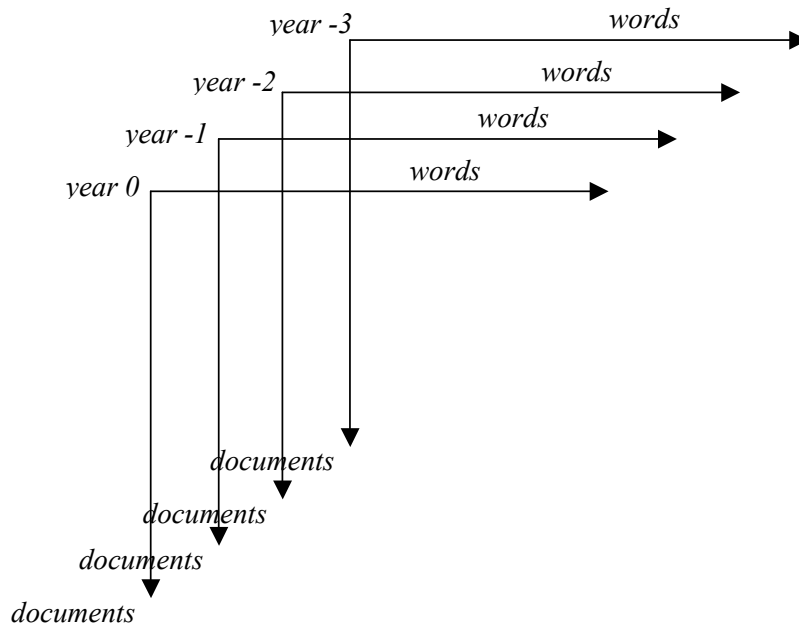 year -3 words
year -2 words
year -1 words
year 0 words
documents
documents
documents
documents